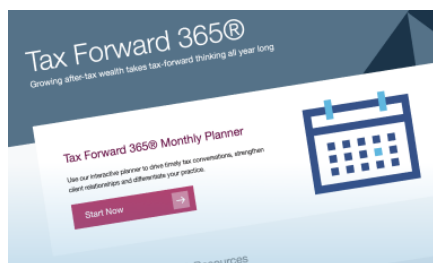 Tax Forward 365®
Growing after-tax wealth takes tax-forward thinking all year long
Tax Forward 365® Monthly Planner
Use our interactive planner to drive timely tax conversations, strengthen
client relationships and differentiate your practice.
Start Now
Resources